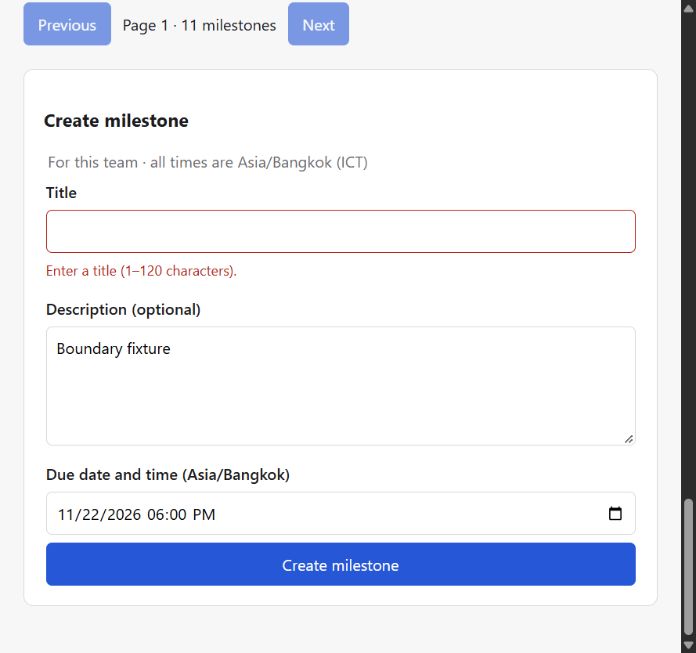 Previous Page 1 · 11 milestones Next
Create milestone
For this team · all times are Asia/Bangkok (ICT)
Title
Enter a title (1–120 characters).
Description (optional)
Boundary fixture
Due date and time (Asia/Bangkok)
11/22/2026 06:00 PM
Create milestone